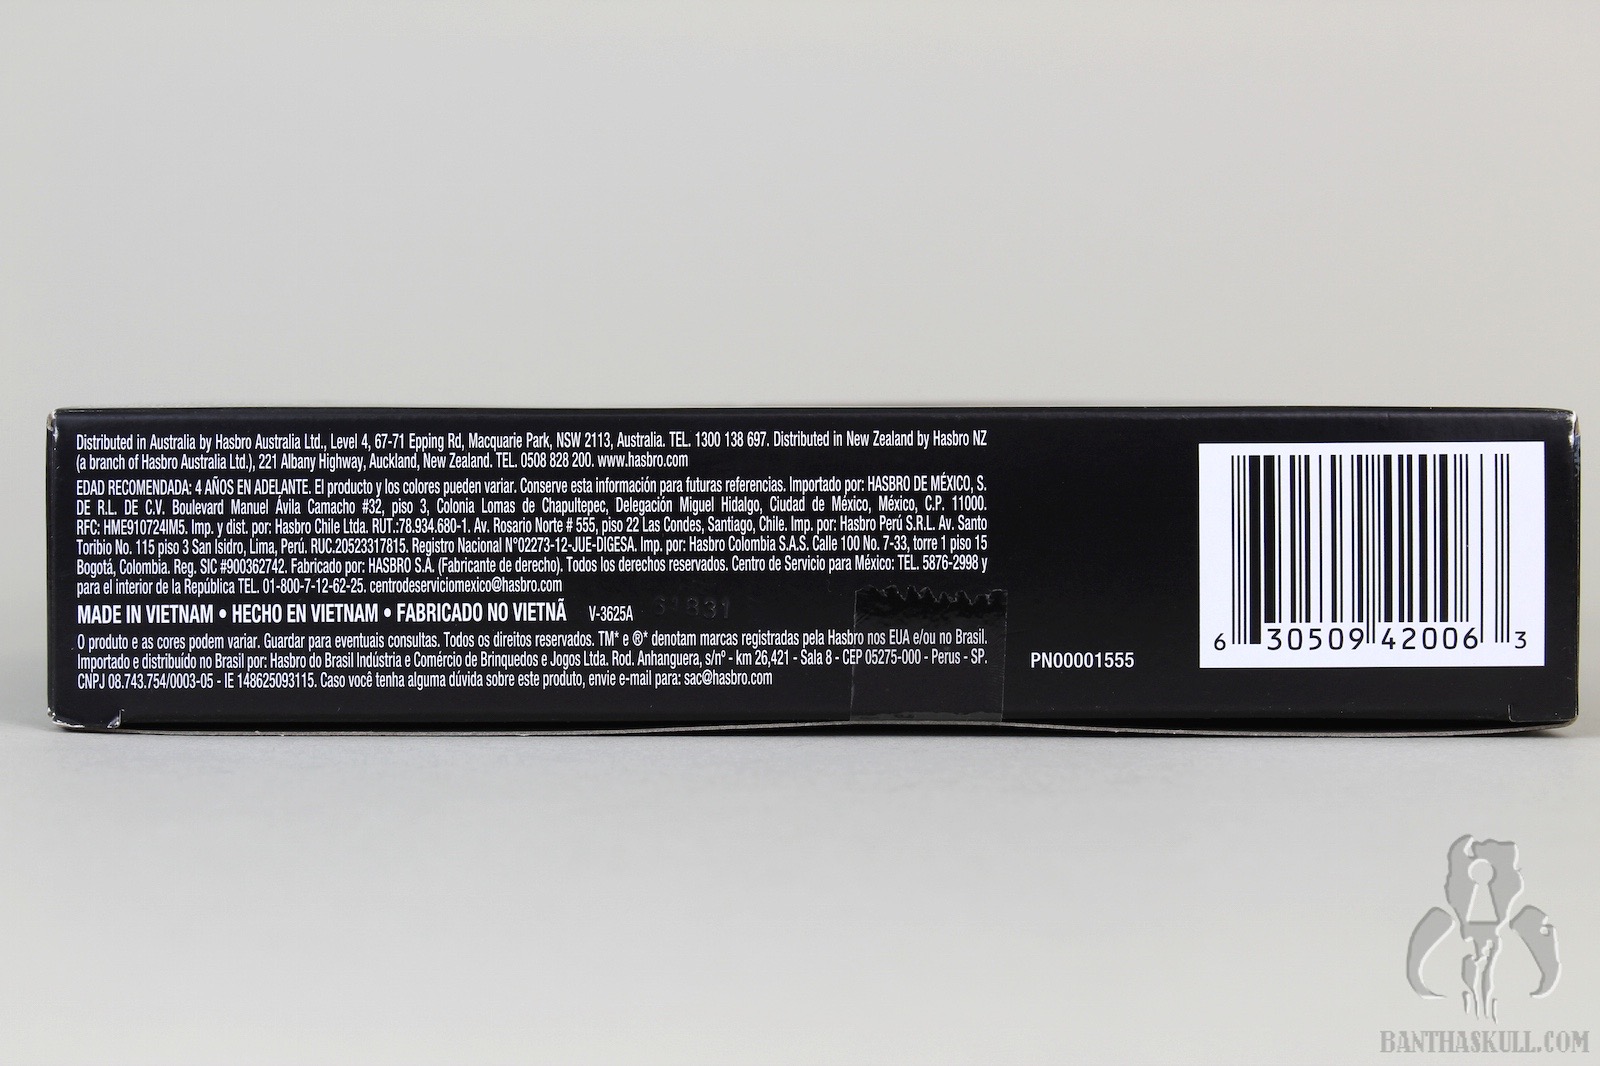 Distributed in Australia by Hasbro Australia Ltd., Level 4, 67-71 Epping Rd, Macquarie Park, NSW 2113, Australia. TEL. 1300 138 697. Distributed in New Zealand by Hasbro NZ
(a branch of Hasbro Australia Ltd.), 221 Albany Highway, Auckland, New Zealand. TEL. 0508 828 200. www.hasbro.com
EDAD RECOMENDADA: 4 AÑOS EN ADELANTE. El producto y los colores pueden variar. Conserve esta información para futuras referencias. Importado por: HASBRO DE MÉXICO, S.
DE R.L. DE C.V. Boulevard Manuel Ávila Camacho #32, piso 3, Colonia Lomas de Chapultepec, Delegación Miguel Hidalgo, Ciudad de México, México, C.P. 11000.
RFC: HME910724IM5. Imp. y dist. por: Hasbro Chile Ltda. RUT.:78.934.680-1. Av. Rosario Norte # 555, piso 22 Las Condes, Santiago, Chile. Imp. por: Hasbro Perú S.R.L. Av. Santo
Toribio No. 115 piso 3 San Isidro, Lima, Perú. RUC.20523317815. Registro Nacional N°02273-12-JUE-DIGESA. Imp. por: Hasbro Colombia S.A.S. Calle 100 No. 7-33, torre 1 piso 15
Bogotá, Colombia. Reg. SIC #900362742. Fabricado por: HASBRO S.A. (Fabricante de derecho). Todos los derechos reservados. Centro de Servicio para México: TEL. 5876-2998 y
para el interior de la República TEL. 01-800-7-12-62-25. centrodeserviciomexico@hasbro.com
MADE IN VIETNAM • HECHO EN VIETNAM • FABRICADO NO VIETNÃ V-3625A
O produto e as cores podem variar. Guardar para eventuais consultas. Todos os direitos reservados. TM* e ®* denotam marcas registradas pela Hasbro nos EUA e/ou no Brasil.
Importado e distribuído no Brasil por: Hasbro do Brasil Indústria e Comércio de Brinquedos e Jogos Ltda. Rod. Anhanguera, s/nº - km 26,421 - Sala 8 - CEP 05275-000 - Perus - SP.
CNPJ 08.743.754/0003-05 - IE 148625093115. Caso você tenha alguma dúvida sobre este produto, envie e-mail para: sac@hasbro.com
PN00001555
6 30509 42006 3
BANTHASKULL.COM